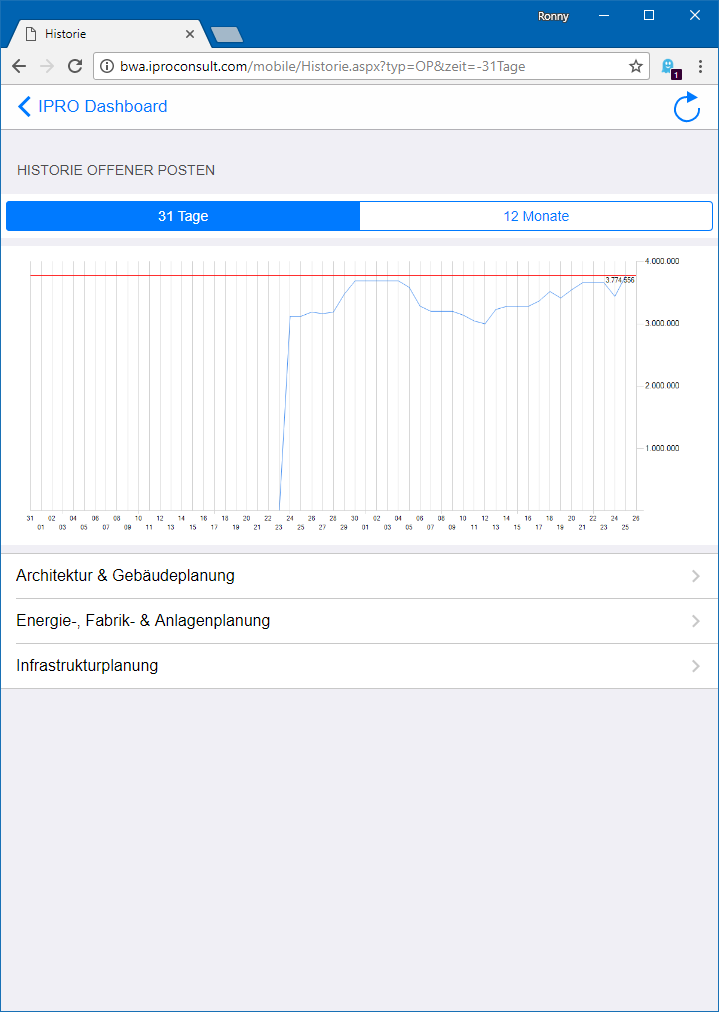 Ronny
Historie
bwa.iproconsult.com/mobile/Historie.aspx?typ=OP&zeit=-31Tage
1
IPRO Dashboard
HISTORIE OFFENER POSTEN
31 Tage
12 Monate
4.000.000
3.774.556
3.000.000
2.000.000
1.000.000
31 02 04 06 08 10 12 14 16 18 20 22 24 26 28 30 02 04 06 08 10 12 14 16 18 20 22 24 26
01 03 05 07 09 11 13 15 17 19 21 23 25 27 29 01 03 05 07 09 11 13 15 17 19 21 23 25
Architektur & Gebäudeplanung
Energie-, Fabrik- & Anlagenplanung
Infrastrukturplanung